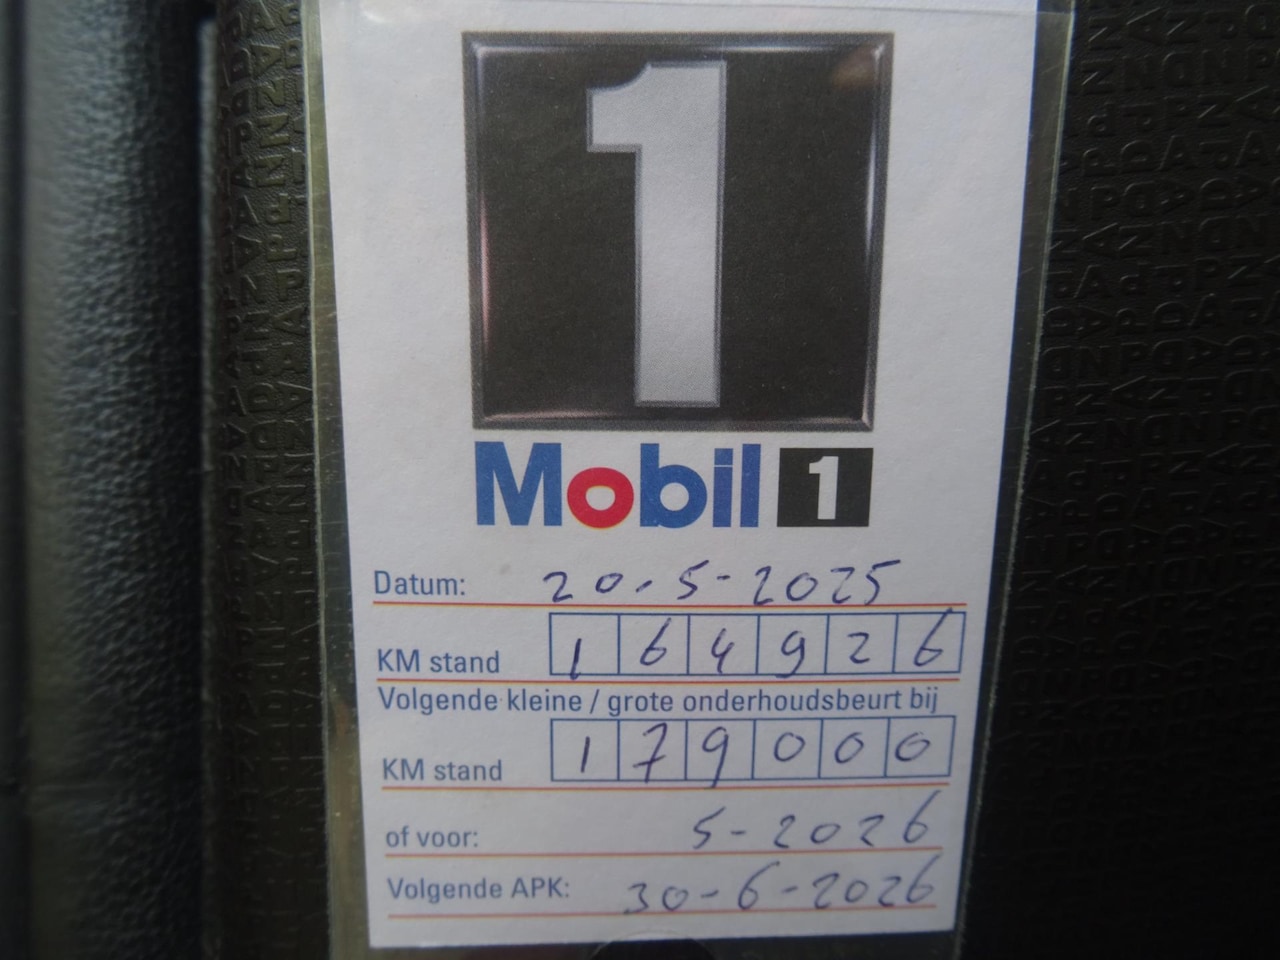 1
Mobil 1
Datum: 20-5-2025
KM stand 164926
Volgende kleine / grote onderhoudsbeurt bij
KM stand 179000
of voor: 5-2026
Volgende APK: 30-6-2026